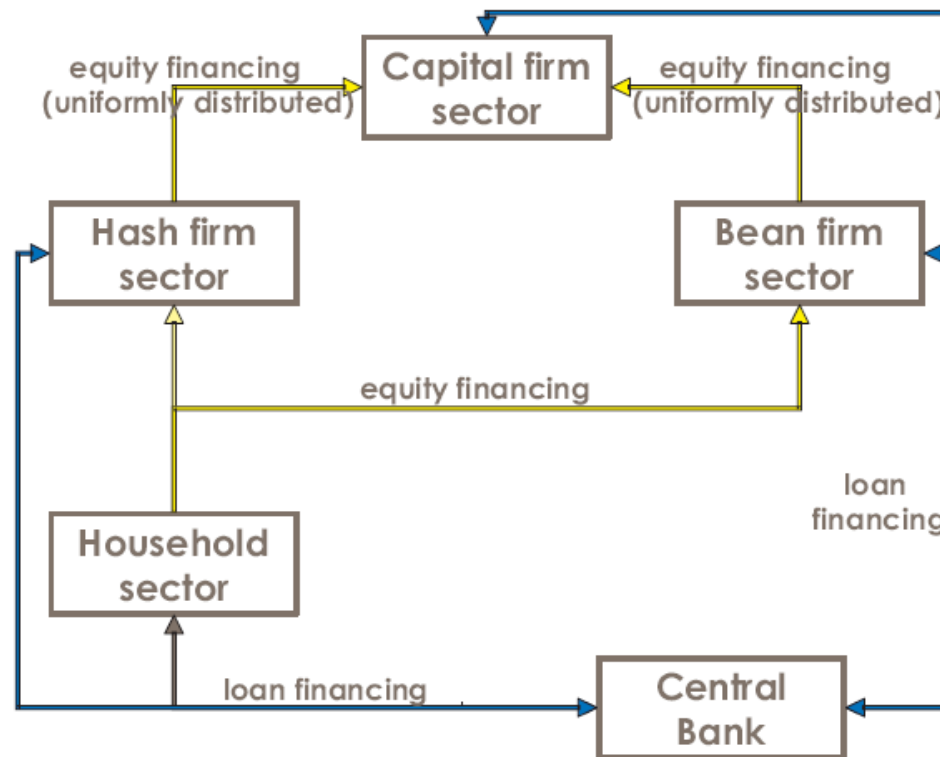 Capital firm
sector
equity financing
(uniformly distributed)
equity financing
(uniformly distributed)
Hash firm
sector
Bean firm
sector
equity financing
loan
financing
Household
sector
loan financing
Central
Bank